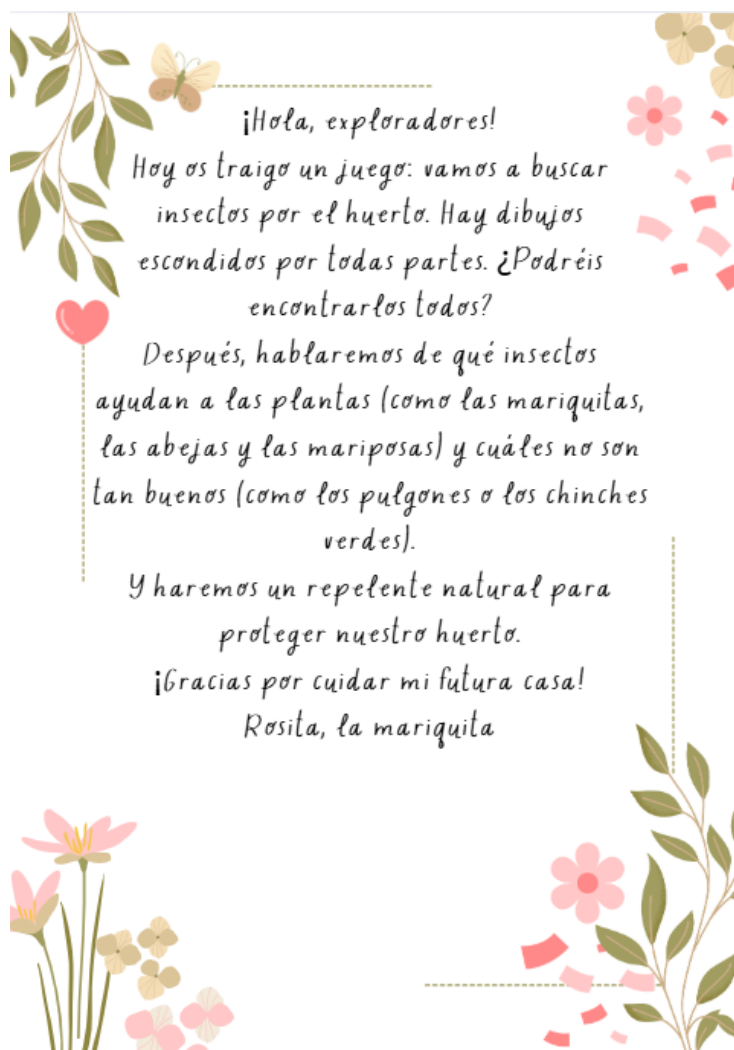 ¡Hola, exploradores!
Hoy os traigo un juego: vamos a buscar
insectos por el huerto. Hay dibujos
escondidos por todas partes. ¿Podréis
encontrarlos todos?
Después, hablaremos de qué insectos
ayudan a las plantas (como las mariquitas,
las abejas y las mariposas) y cuáles no son
tan buenos (como los pulgones o los chinches
verdes).
Y haremos un repelente natural para
proteger nuestro huerto.
¡Gracias por cuidar mi futura casa!
Rosita, la mariquita